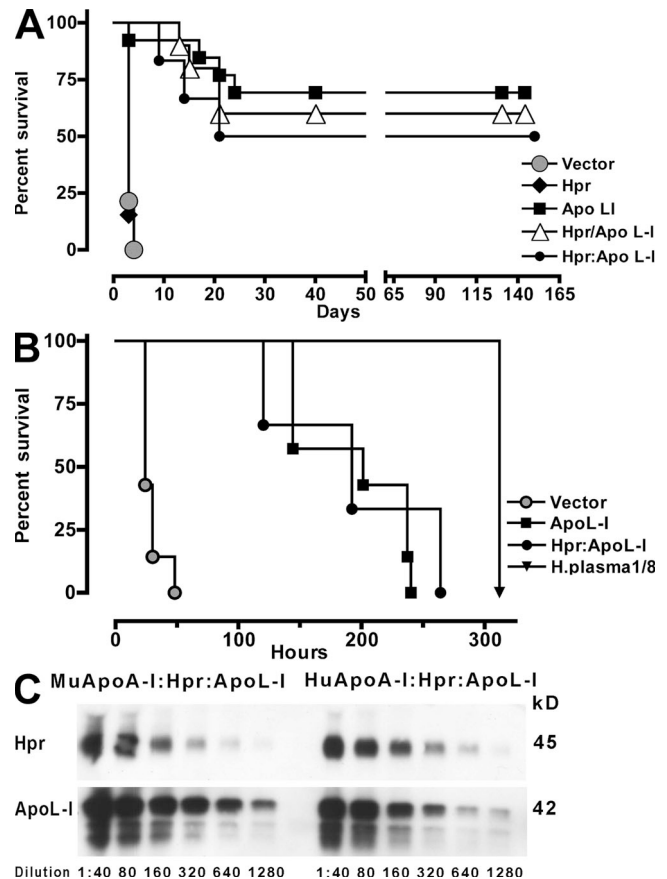 A
100
75
50
25
0
Percent survival
0 10 20 30 40 50 65 90 115 140 165
Days
Vector
Hpr
Apo LI
Hpr/Apo L-I
Hpr:Apo L-I
B
100
75
50
25
0
Percent survival
0 100 200 300
Hours
Vector
ApoL-I
Hpr:ApoL-I
H.plasma1/8
C
MuApoA-I:Hpr:ApoL-I HuApoA-I:Hpr:ApoL-I
kD
Hpr 45
ApoL-I 42
Dilution 1:40 80 160 320 640 1280 1:40 80 160 320 640 1280